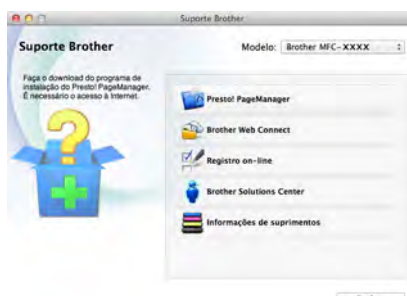 Suporte Brother
Suporte Brother
Modelo: Brother MFC-XXXX
Faça o download do programa de
instalação do Presto! PageManager.
É necessário o acesso à Internet.
Presto! PageManager
Brother Web Connect
Registro on-line
Brother Solutions Center
Informações de suprimentos